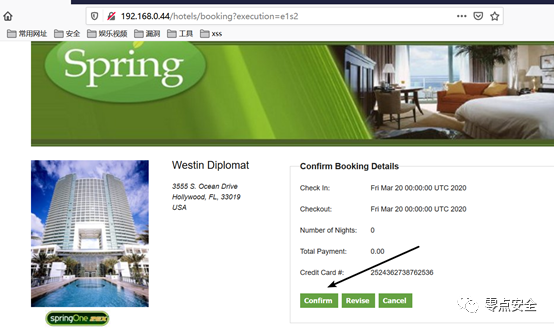 192.168.0.44/hotels/booking?execution=e1s2
常用网址 安全 娱乐视频 漏洞 工具 xss
Spring
Westin Diplomat
3555 S. Ocean Drive
Hollywood, FL, 33019
USA
Confirm Booking Details
Check In: Fri Mar 20 00:00:00 UTC 2020
Checkout: Fri Mar 20 00:00:00 UTC 2020
Number of Nights: 0
Total Payment: 0.00
Credit Card #: 2524362738762536
Confirm Revise Cancel
springOne 2GX
零点安全